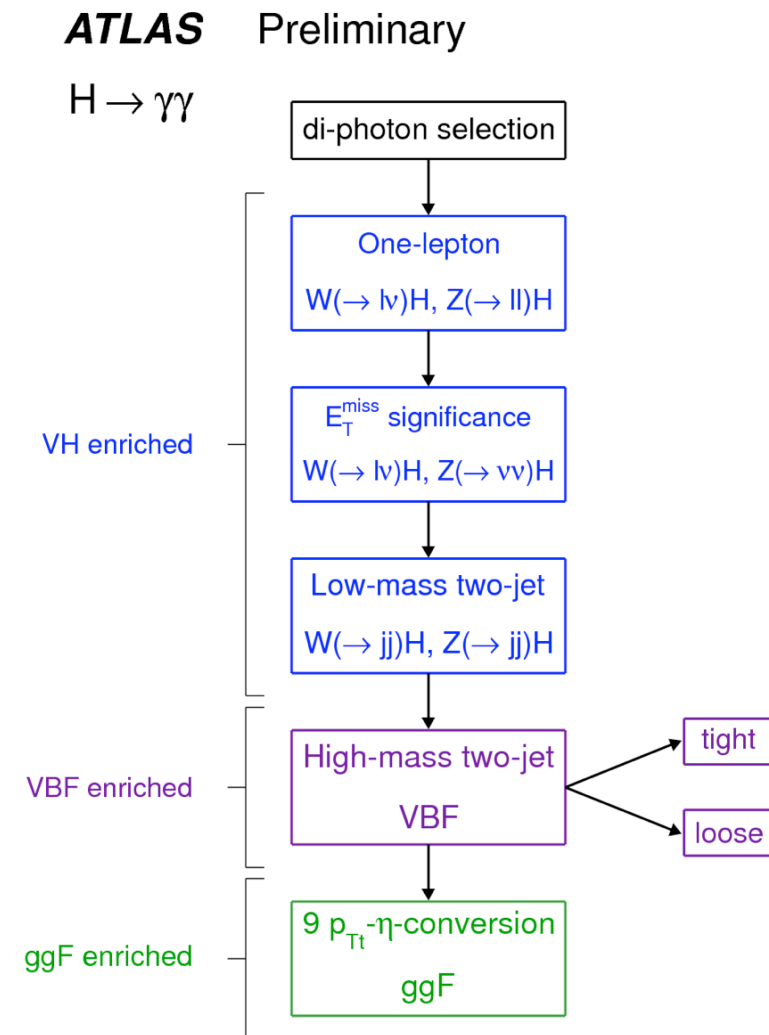 ATLAS Preliminary
H → γγ
di-photon selection
One-lepton
W(→ lν)H, Z(→ ll)H
E_T^miss significance
W(→ lν)H, Z(→ νν)H
VH enriched
Low-mass two-jet
W(→ jj)H, Z(→ jj)H
High-mass two-jet
VBF
VBF enriched
tight
loose
9 p_Tt-η-conversion
ggF
ggF enriched